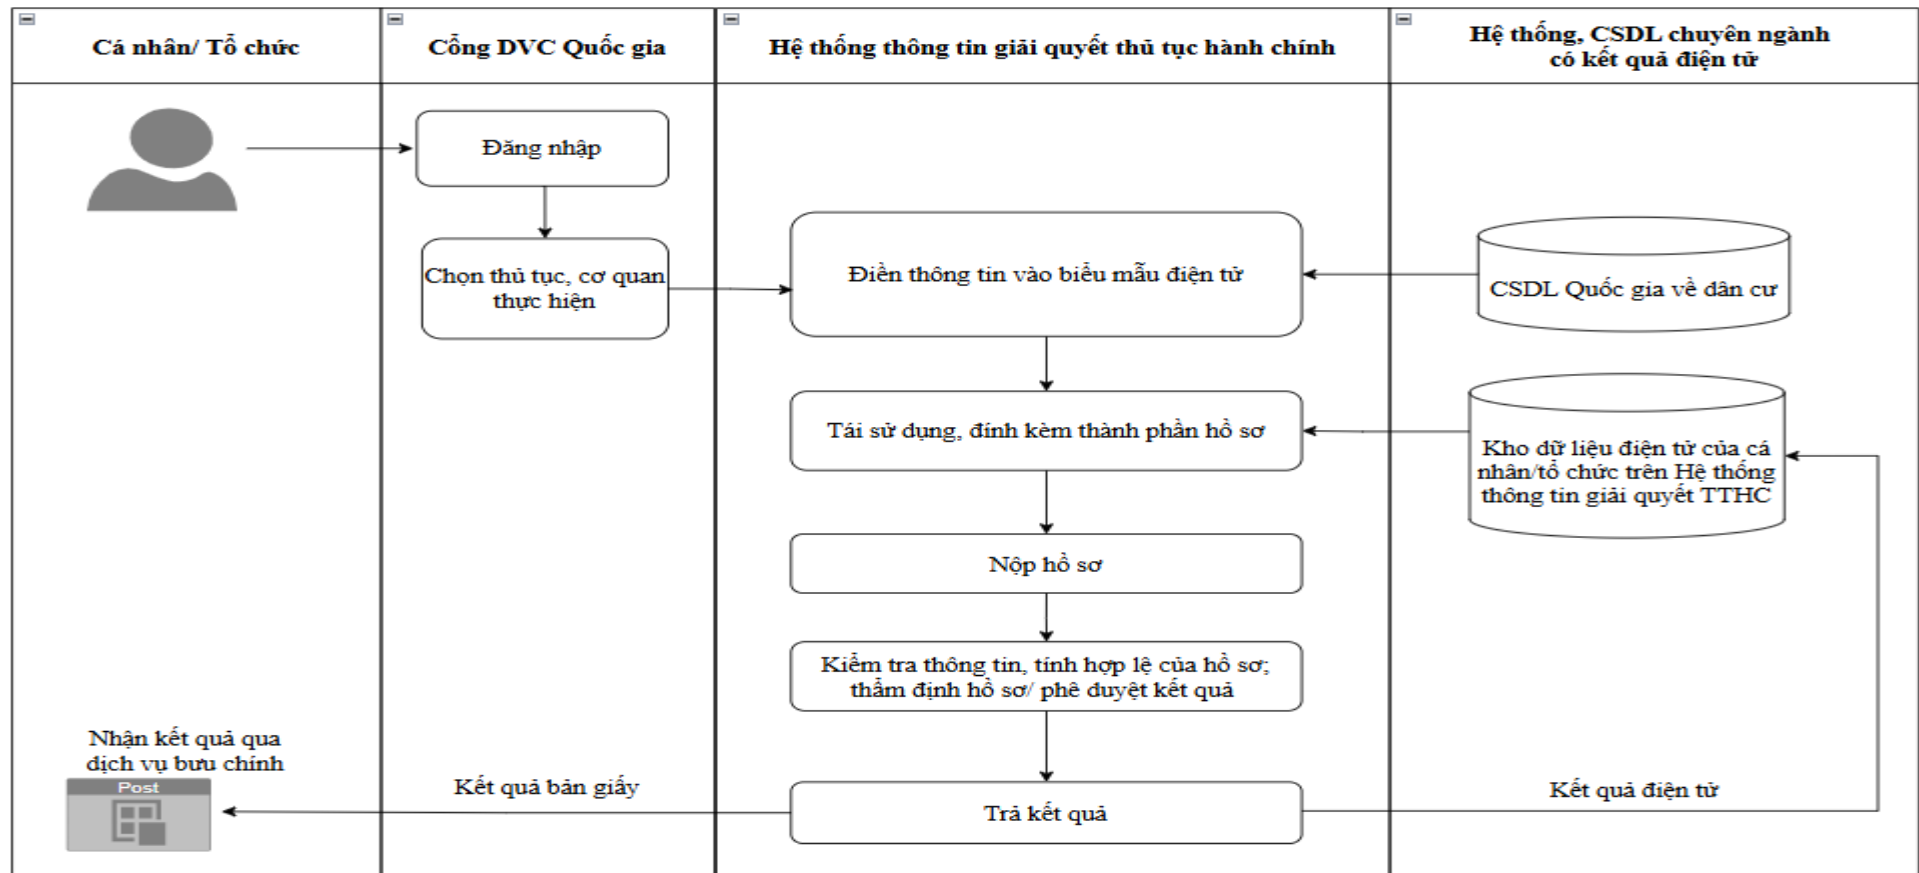 Cá nhân/ Tổ chức
Cổng DVC Quốc gia
Hệ thống thông tin giải quyết thủ tục hành chính
Hệ thống, CSDL chuyên ngành
có kết quả điện tử
Đăng nhập
Chọn thủ tục, cơ quan
thực hiện
Điền thông tin vào biểu mẫu điện tử
CSDL Quốc gia về dân cư
Tái sử dụng, đính kèm thành phần hồ sơ
Kho dữ liệu điện tử của cá
nhân/tổ chức trên Hệ thống
thông tin giải quyết TTHC
Nộp hồ sơ
Kiểm tra thông tin, tính hợp lệ của hồ sơ;
thẩm định hồ sơ/ phê duyệt kết quả
Nhận kết quả qua
dịch vụ bưu chính
Post
Kết quả bản giấy
Trả kết quả
Kết quả điện tử